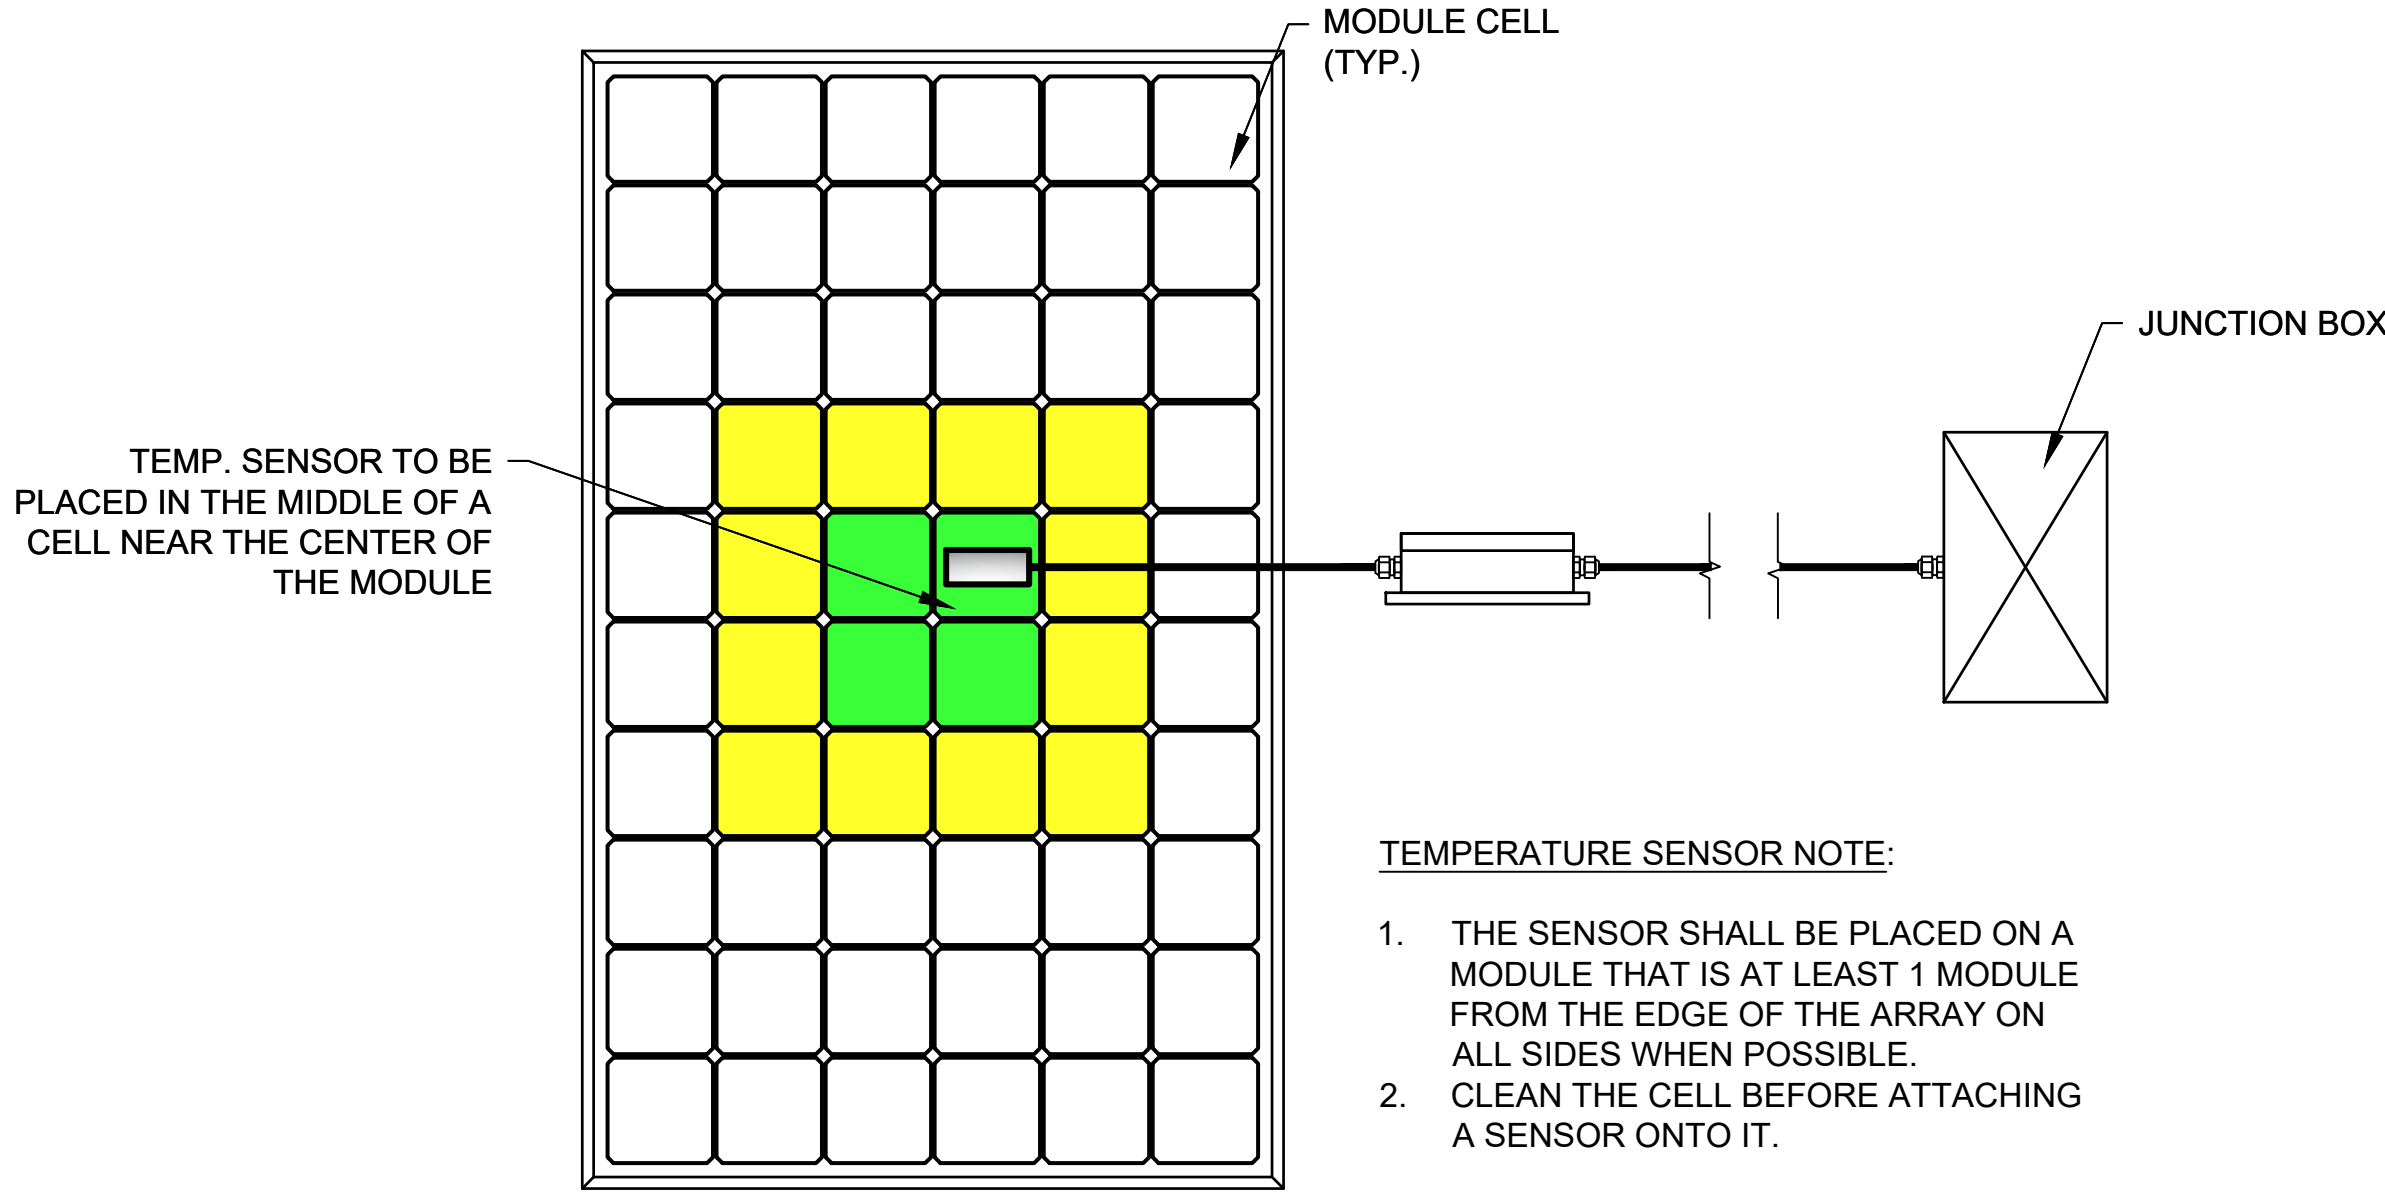 MODULE CELL
(TYP.)
JUNCTION BOX
TEMP. SENSOR TO BE
PLACED IN THE MIDDLE OF A
CELL NEAR THE CENTER OF
THE MODULE
TEMPERATURE SENSOR NOTE:
1. THE SENSOR SHALL BE PLACED ON A
MODULE THAT IS AT LEAST 1 MODULE
FROM THE EDGE OF THE ARRAY ON
ALL SIDES WHEN POSSIBLE.
2. CLEAN THE CELL BEFORE ATTACHING
A SENSOR ONTO IT.